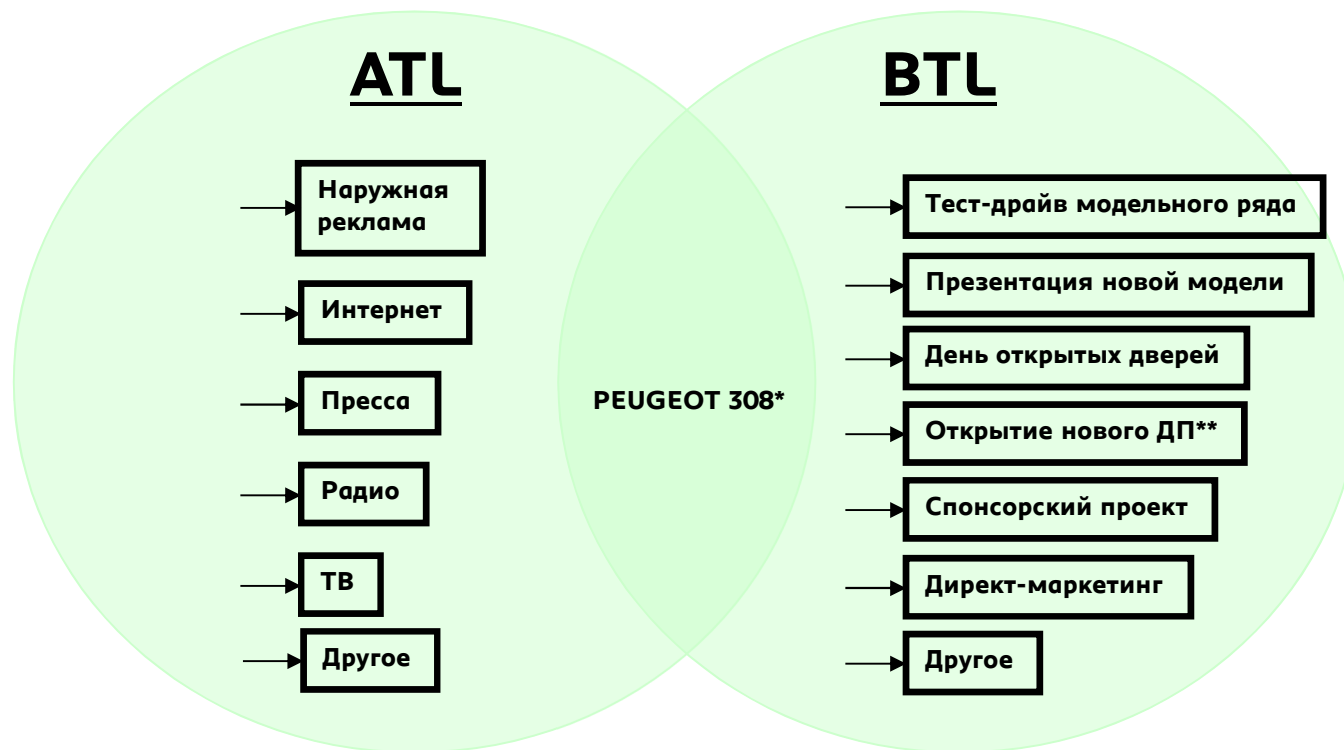 ATL
Наружная
реклама
Интернет
Пресса
Радио
ТВ
Другое
PEUGEOT 308*
BTL
Тест-драйв модельного ряда
Презентация новой модели
День открытых дверей
Открытие нового ДП**
Спонсорский проект
Директ-маркетинг
Другое